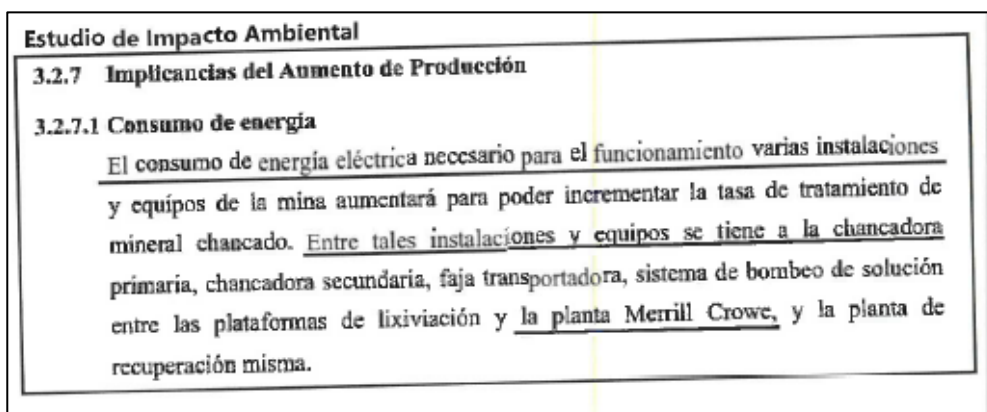 Estudio de Impacto Ambiental
3.2.7 Implicancias del Aumento de Producción
3.2.7.1 Consumo de energía
El consumo de energía eléctrica necesario para el funcionamiento varias instalaciones
y equipos de la mina aumentará para poder incrementar la tasa de tratamiento de
mineral chancado. Entre tales instalaciones y equipos se tiene a la chancadora
primaria, chancadora secundaria, faja transportadora, sistema de bombeo de solución
entre las plataformas de lixiviación y la planta Merrill Crowe, y la planta de
recuperación misma.